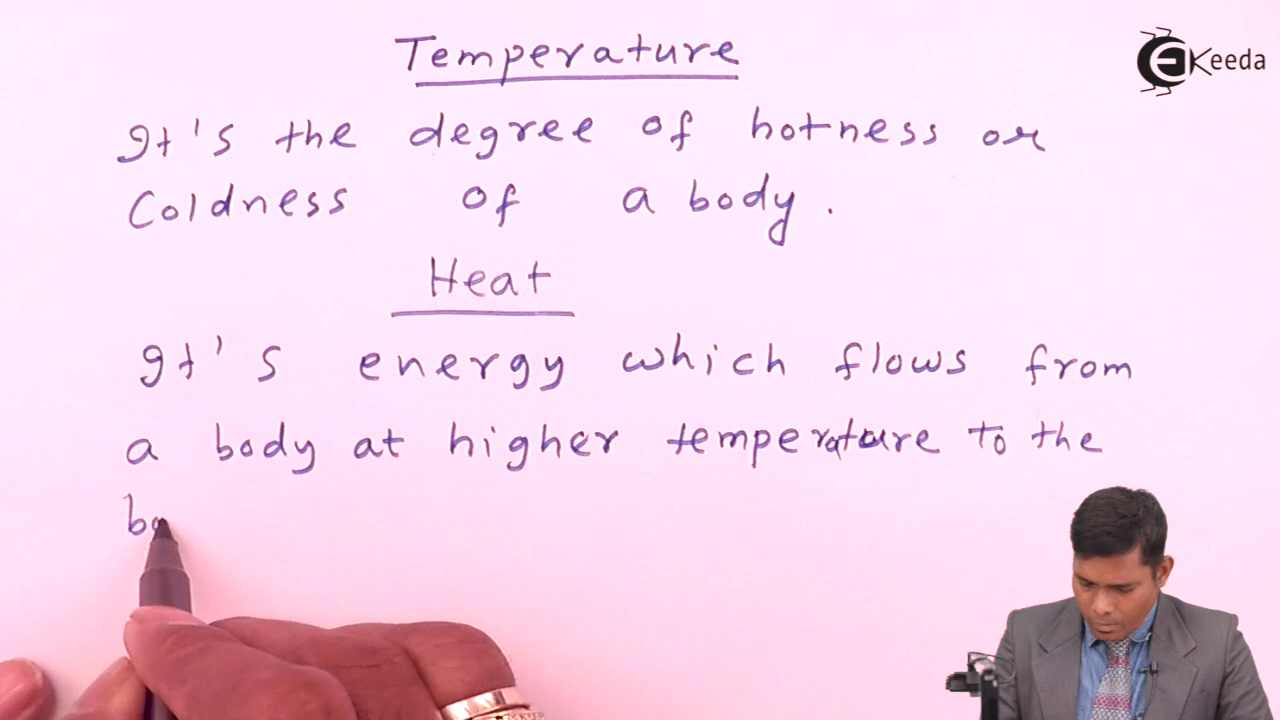 Temperature
It's the degree of hotness or
Coldness of a body.
Heat
It's energy which flows from
a body at higher temperature to the
bo
EKeeda